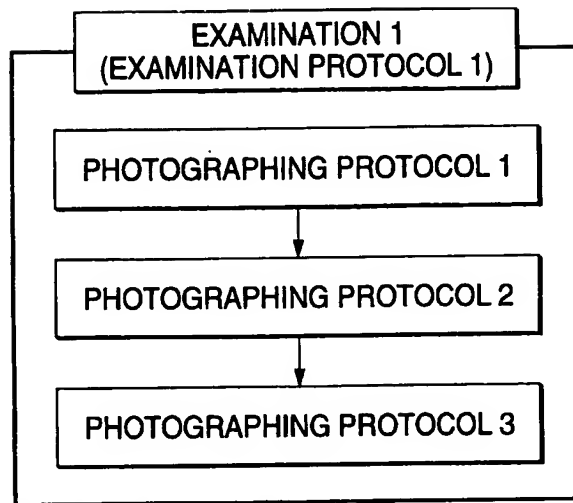 EXAMINATION 1
(EXAMINATION PROTOCOL 1)
PHOTOGRAPHING PROTOCOL 1
PHOTOGRAPHING PROTOCOL 2
PHOTOGRAPHING PROTOCOL 3